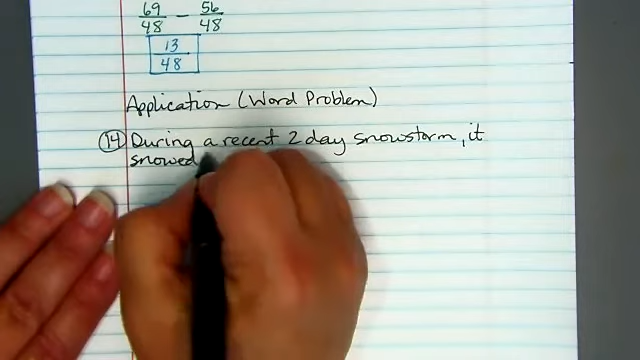 69/48 - 56/48
13/48
Application (Word Problem)
14 During a recent 2 day snowstorm, it
snowed